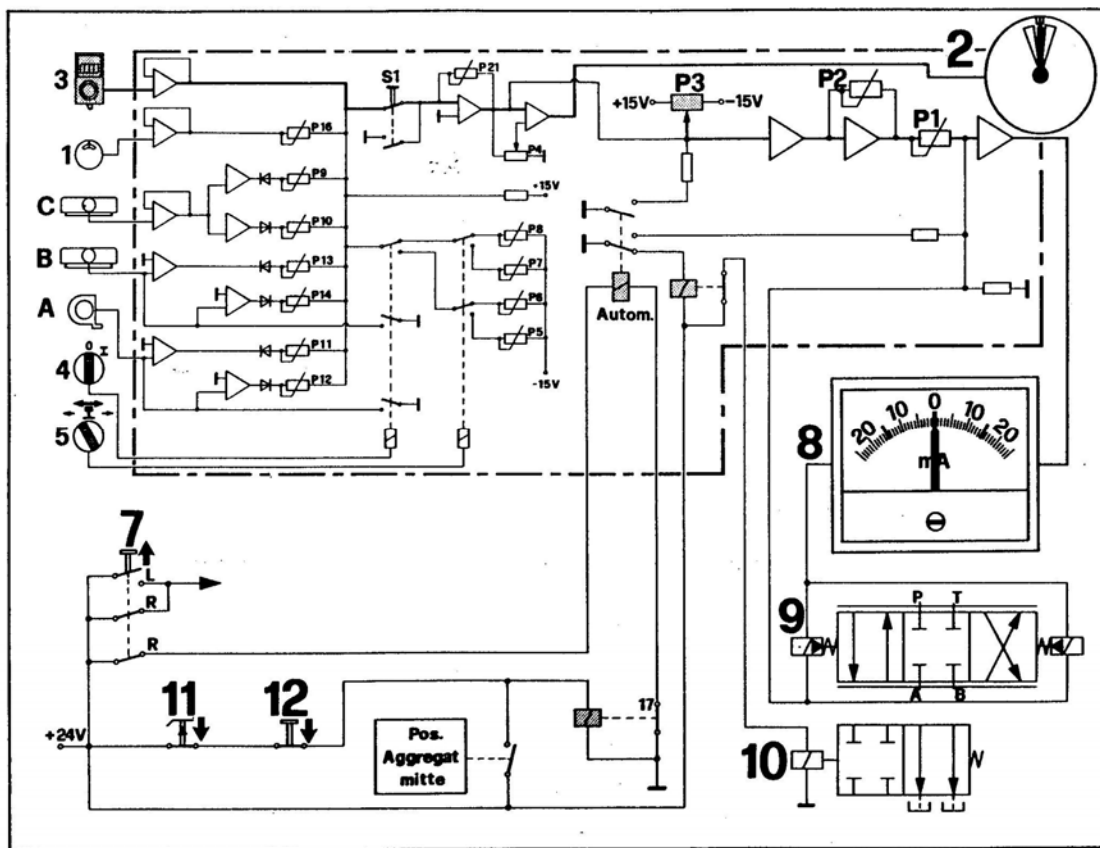 3
1
C
B
A
4
0
I
5
S1
P21
P4
P16
P9
P10
P13
P14
P11
P12
+15V
P8
P7
P6
P5
-15V
2
+15V
P3
-15V
P2
P1
Autom.
8
20 10 0 10 20
mA
7
L
R
R
11
12
+24V
Pos.
Aggregat
mitte
17
9
P T
A B
10